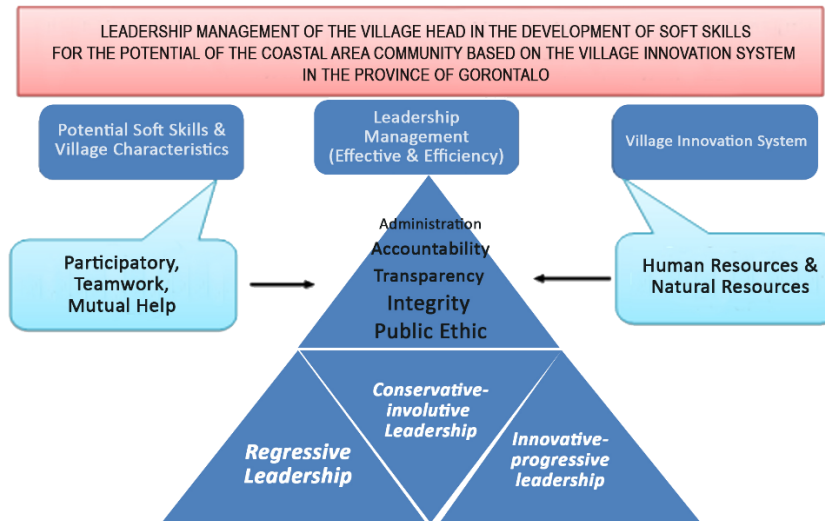 LEADERSHIP MANAGEMENT OF THE VILLAGE HEAD IN THE DEVELOPMENT OF SOFT SKILLS
FOR THE POTENTIAL OF THE COASTAL AREA COMMUNITY BASED ON THE VILLAGE INNOVATION SYSTEM
IN THE PROVINCE OF GORONTALO
Potential Soft Skills &
Village Characteristics
Leadership
Management
(Effective & Efficiency)
Village Innovation System
Participatory,
Teamwork,
Mutual Help
Administration
Accountability
Transparency
Integrity
Public Ethic
Human Resources &
Natural Resources
Regressive
Leadership
Conservative-
involutive
Leadership
Innovative-
progressive
leadership